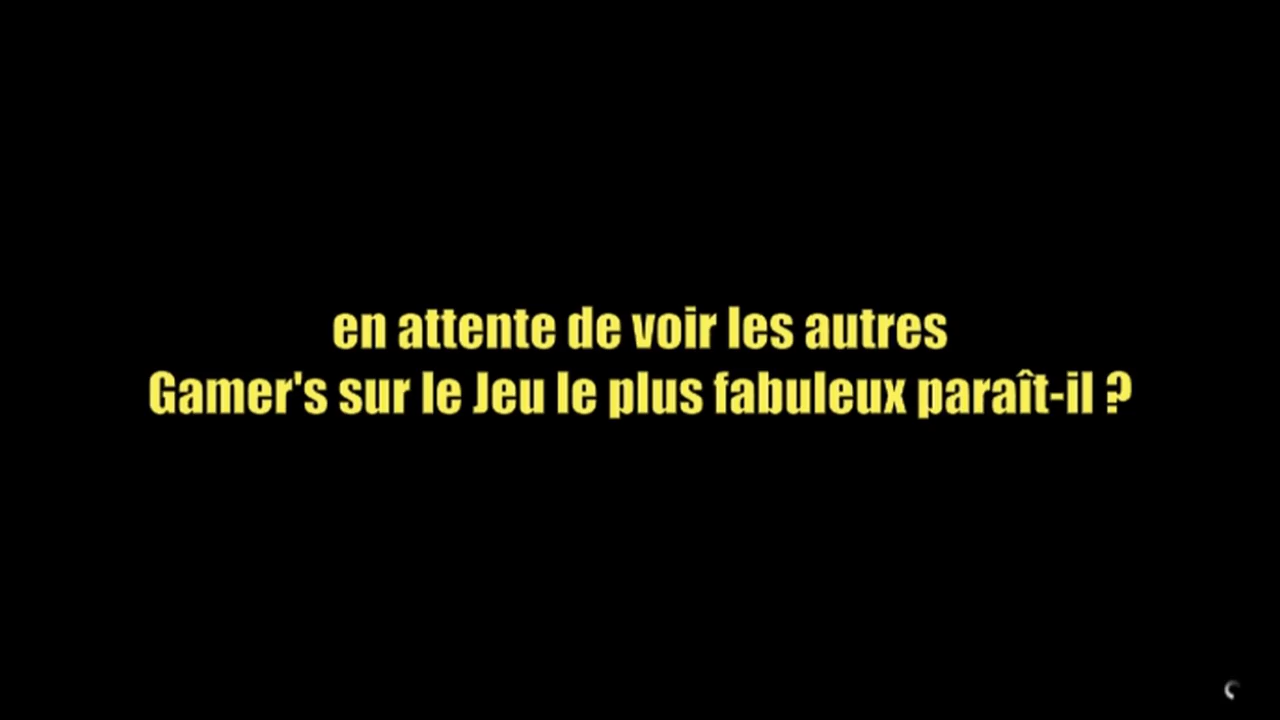 en attente de voir les autres
Gamer's sur le Jeu le plus fabuleux paraît-il ?